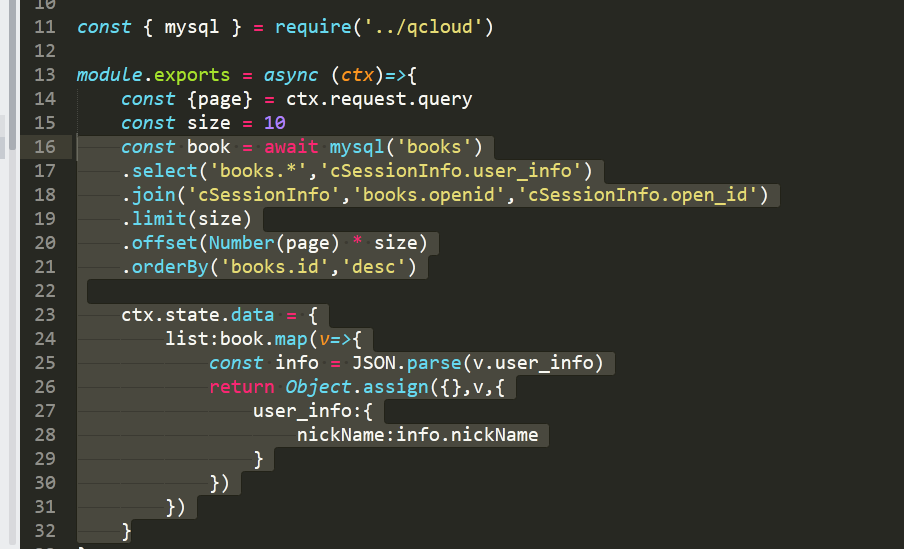 10
11 const { mysql } = require('../qcloud')
12
13 module.exports = async (ctx)=>{
14     const {page} = ctx.request.query
15     const size = 10
16     const book = await mysql('books')
17     .select('books.*','cSessionInfo.user_info')
18     .join('cSessionInfo','books.openid','cSessionInfo.open_id')
19     .limit(size)
20     .offset(Number(page) * size)
21     .orderBy('books.id','desc')
22
23     ctx.state.data = {
24         list:book.map(v=>{
25             const info = JSON.parse(v.user_info)
26             return Object.assign({},v,{
27                 user_info:{
28                     nickName:info.nickName
29                 }
30             })
31         })
32     }